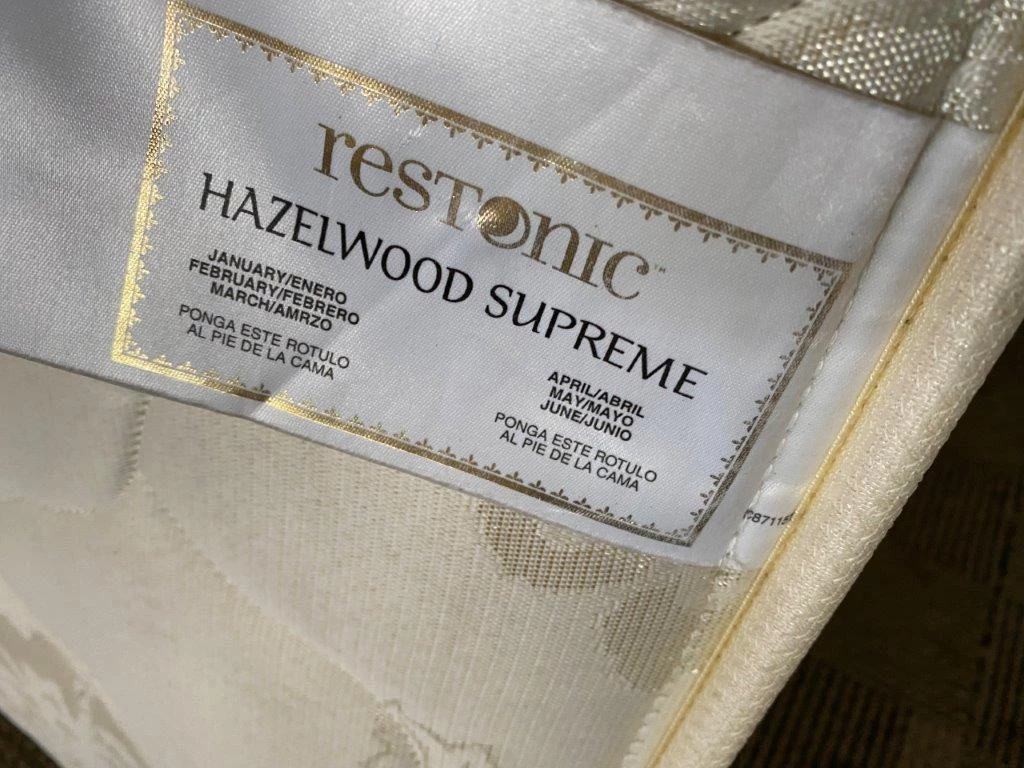 restonic™
HAZELWOOD SUPREME
JANUARY/ENERO
FEBRUARY/FEBRERO
MARCH/AMRZO
PONGA ESTE ROTULO
AL PIE DE LA CAMA
APRIL/ABRIL
MAY/MAYO
JUNE/JUNIO
PONGA ESTE ROTULO
AL PIE DE LA CAMA